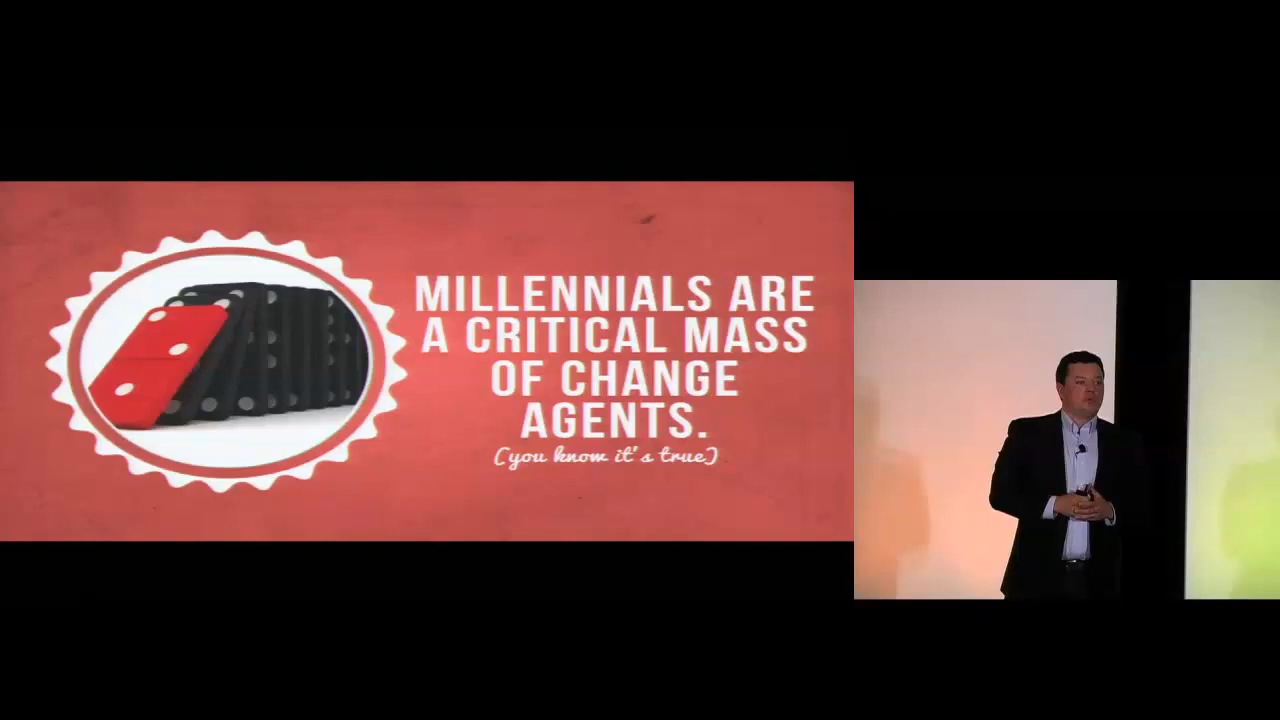 MILLENNIALS ARE
A CRITICAL MASS
OF CHANGE
AGENTS.
(you know it's true)